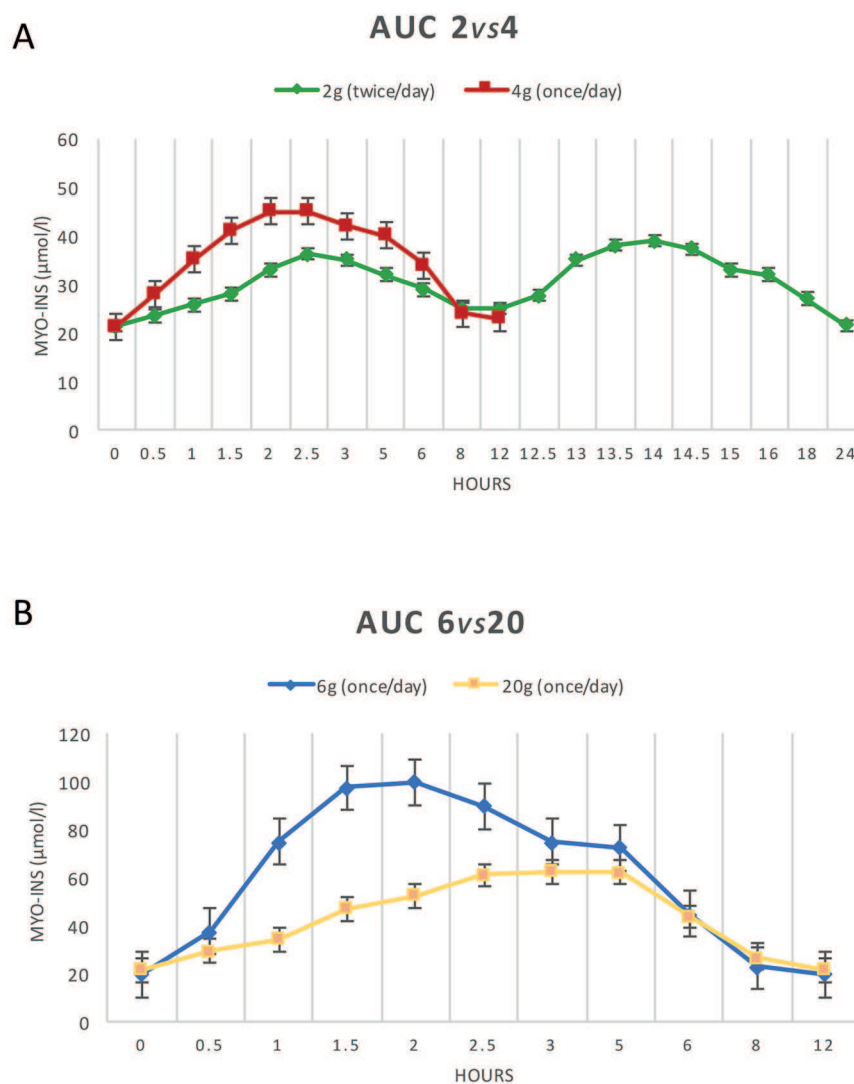 A
AUC 2vs4
2g (twice/day) 4g (once/day)
60
50
40
30
20
10
0
MYO-INS (µmol/l)
0 0.5 1 1.5 2 2.5 3 5 6 8 12 12.5 13 13.5 14 14.5 15 16 18 24
HOURS
B
AUC 6vs20
6g (once/day) 20g (once/day)
120
100
80
60
40
20
0
MYO-INS (µmol/l)
0 0.5 1 1.5 2 2.5 3 5 6 8 12
HOURS